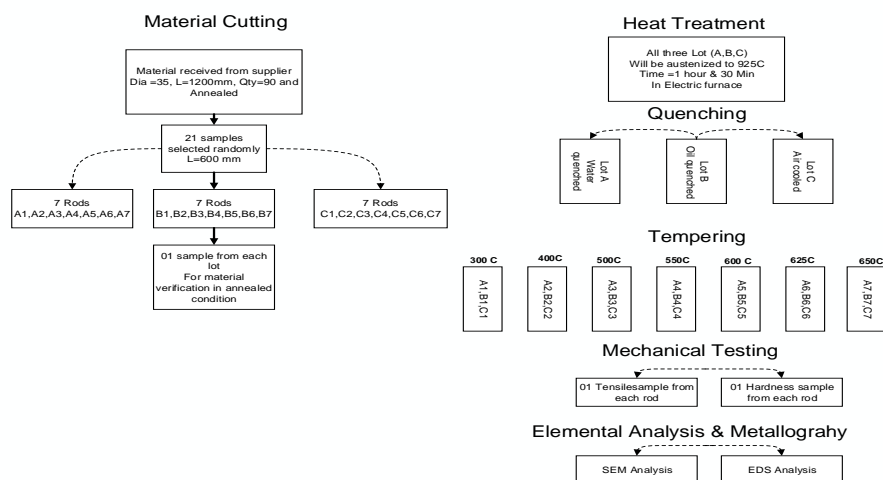 Material Cutting
Material received from supplier
Dia =35, L=1200mm, Qty=90 and
Annealed
21 samples
selected randomly
L=600 mm
7 Rods
A1,A2,A3,A4,A5,A6,A7
7 Rods
B1,B2,B3,B4,B5,B6,B7
7 Rods
C1,C2,C3,C4,C5,C6,C7
01 sample from each
lot
For material
verification in annealed
condition
Heat Treatment
All three Lot (A,B,C)
Will be austenized to 925C
Time =1 hour & 30 Min
In Electric furnace
Quenching
Lot A
Water
quenched
Lot B
Oil quenched
Lot C
Air cooled
Tempering
300 C
400C
500C
550C
600 C
625C
650C
A1,B1,C1
A2,B2,C2
A3,B3,C3
A4,B4,C4
A5,B5,C5
A6,B6,C6
A7,B7,C7
Mechanical Testing
01 Tensilesample from
each rod
01 Hardness sample
from each rod
Elemental Analysis & Metallograhy
SEM Analysis
EDS Analysis